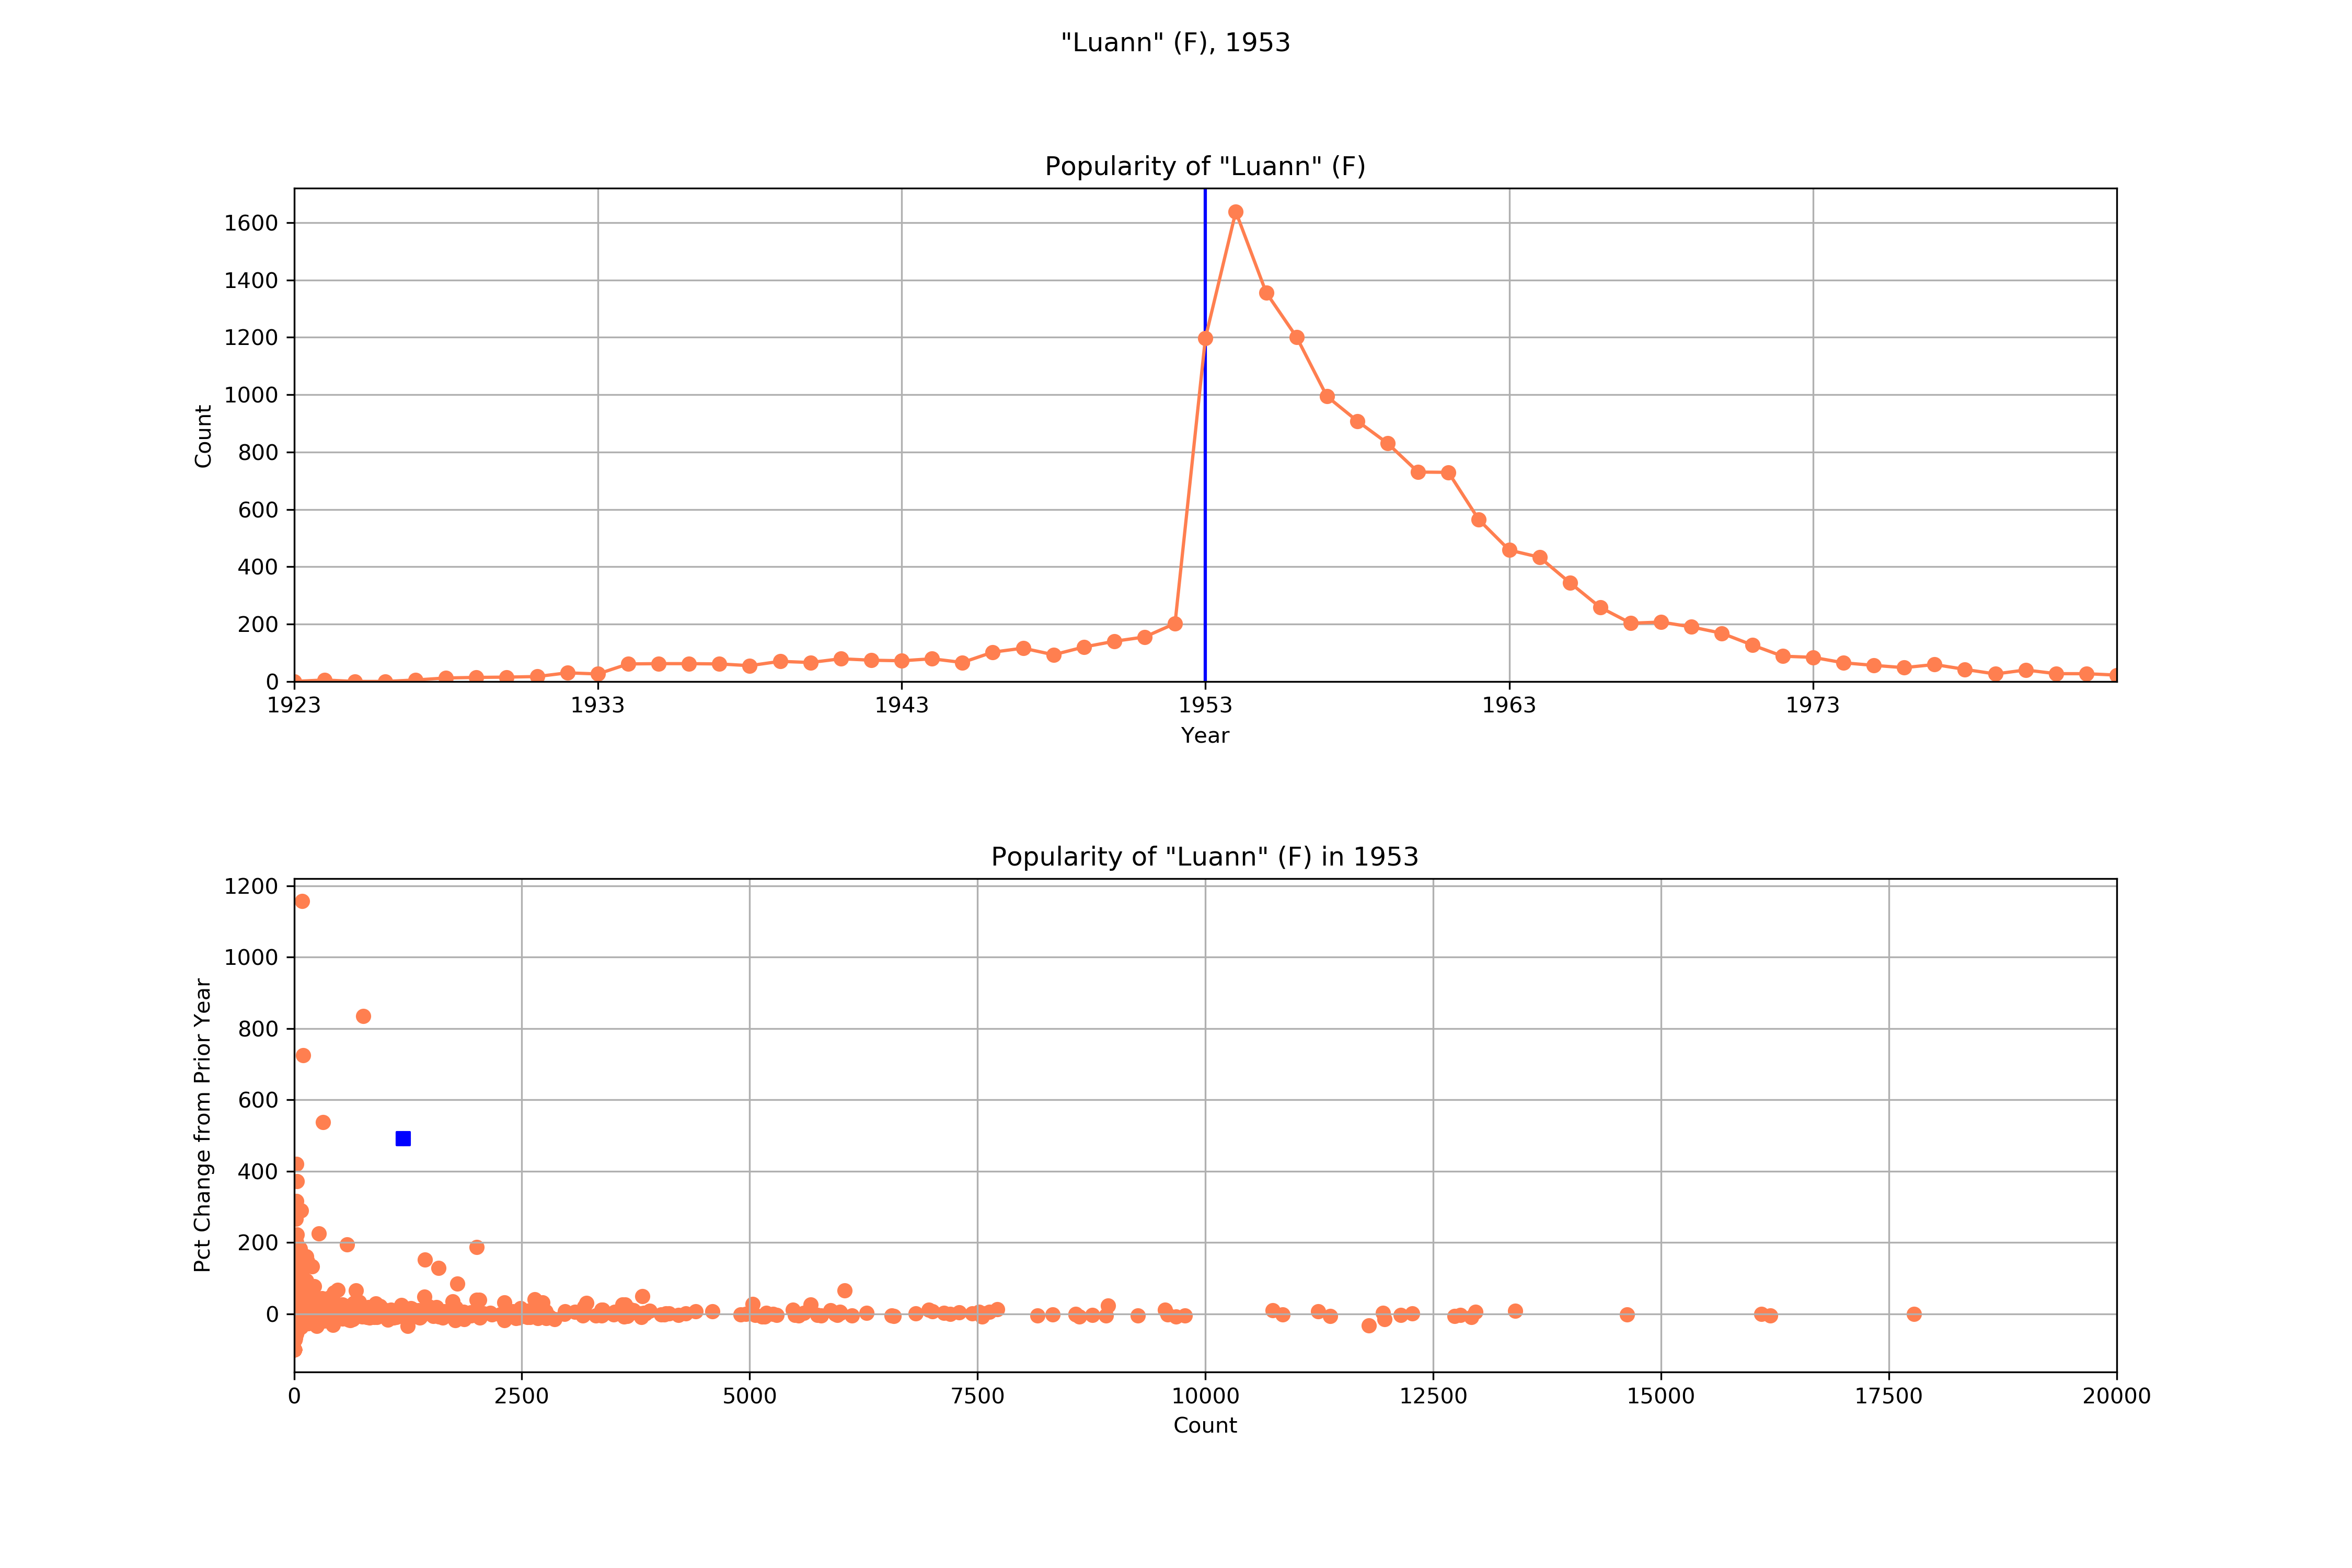 "Luann" (F), 1953
Popularity of "Luann" (F)
1600
1400
1200
1000
800
600
400
200
0
Count
1923 1933 1943 1953 1963 1973
Year
Popularity of "Luann" (F) in 1953
1200
1000
800
600
400
200
0
Pct Change from Prior Year
0 2500 5000 7500 10000 12500 15000 17500 20000
Count